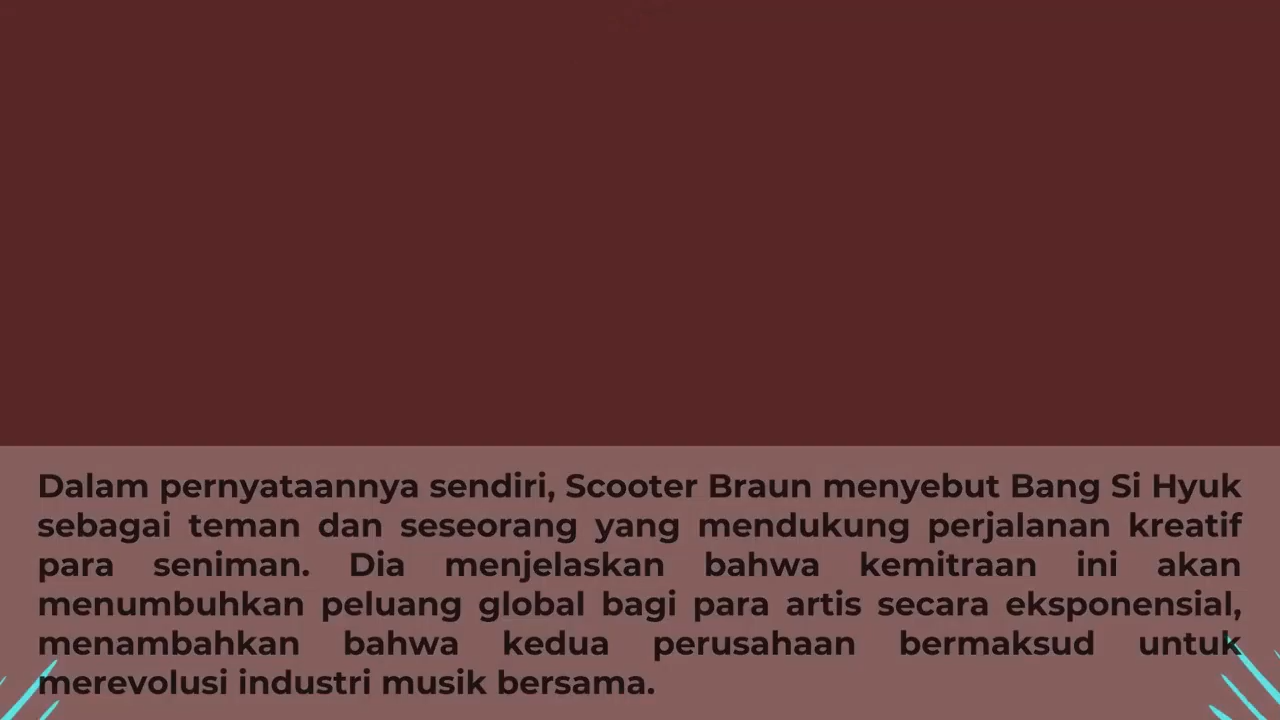 Dalam pernyataannya sendiri, Scooter Braun menyebut Bang Si Hyuk
sebagai teman dan seseorang yang mendukung perjalanan kreatif
para seniman. Dia menjelaskan bahwa kemitraan ini akan
menumbuhkan peluang global bagi para artis secara eksponensial,
menambahkan bahwa kedua perusahaan bermaksud untuk
merevolusi industri musik bersama.